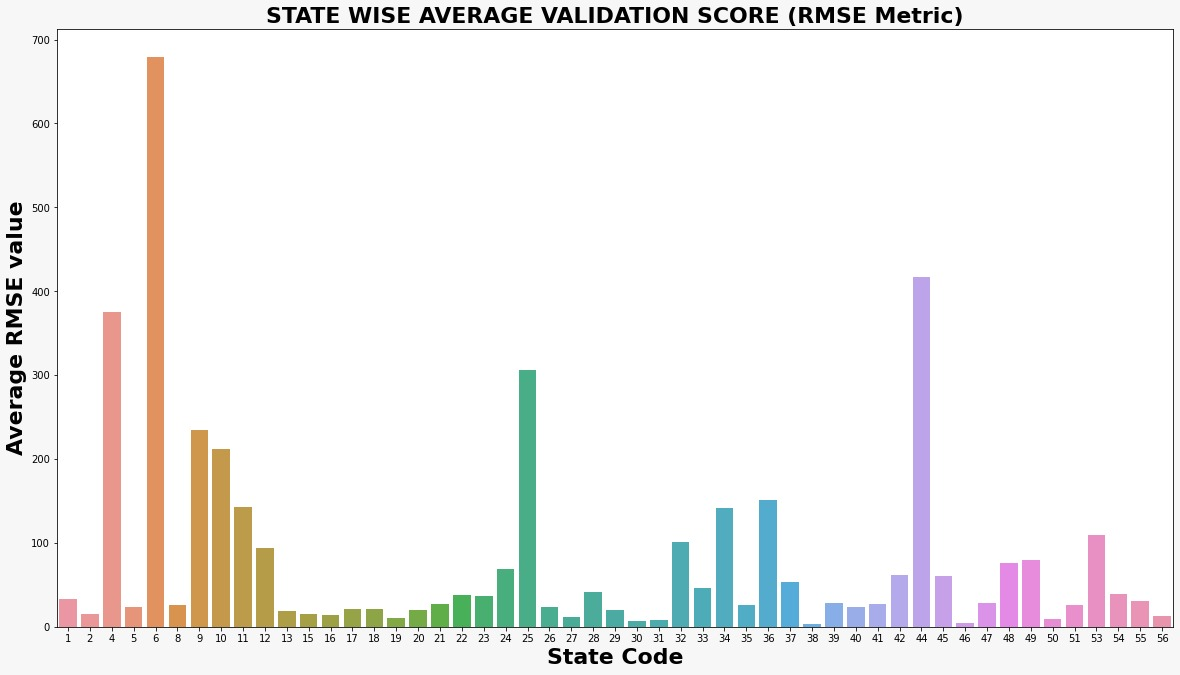 STATE WISE AVERAGE VALIDATION SCORE (RMSE Metric)
Average RMSE value
700
600
500
400
300
200
100
0
1 2 4 5 6 8 9 10 11 12 13 15 16 17 18 19 20 21 22 23 24 25 26 27 28 29 30 31 32 33 34 35 36 37 38 39 40 41 42 44 45 46 47 48 49 50 51 53 54 55 56
State Code